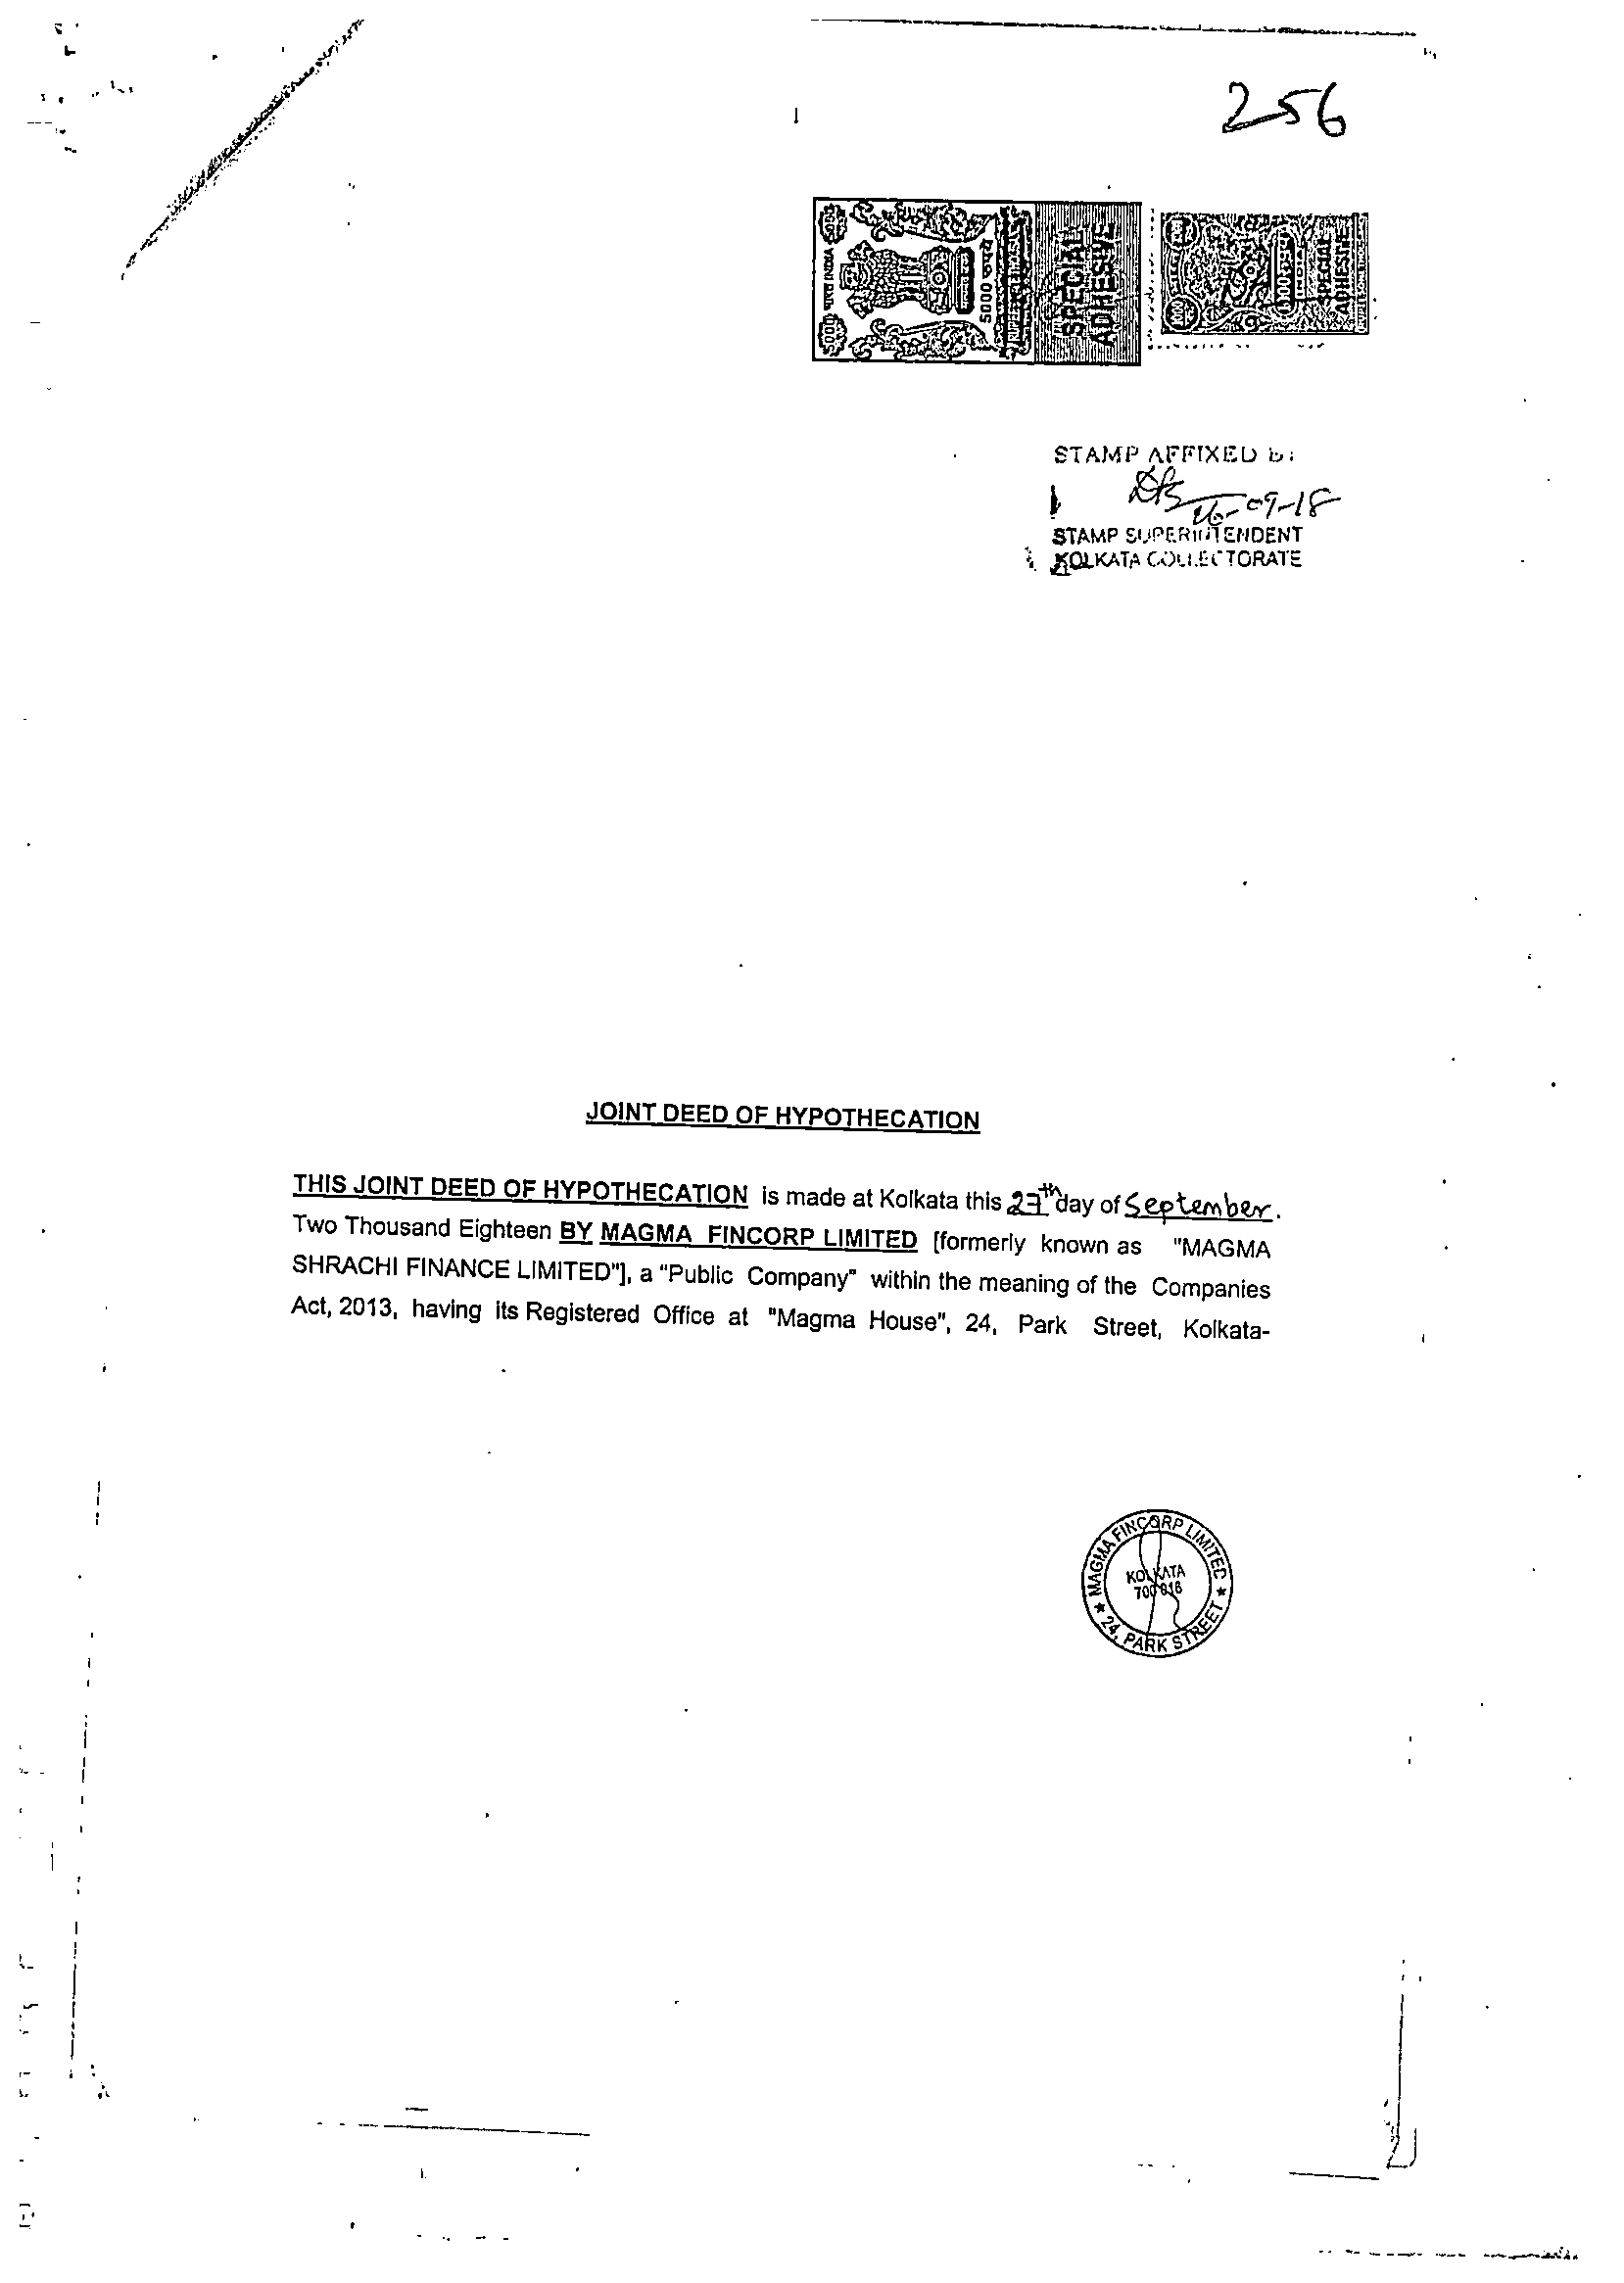 256
5000
भारत INDIA
5000
5000 रुपये
SPECIAL
ADHESIVE
INDIA
SPECIAL
ADHESIVE
STAMP AFFIXED
09-18
STAMP SUPERINTENDENT
KOLKATA COLLECTORATE
JOINT DEED OF HYPOTHECATION
THIS JOINT DEED OF HYPOTHECATION is made at Kolkata this 27th day of September.
Two Thousand Eighteen BY MAGMA FINCORP LIMITED [formerly known as "MAGMA
SHRACHI FINANCE LIMITED"], a "Public Company" within the meaning of the Companies
Act, 2013, having its Registered Office at "Magma House", 24, Park Street, Kolkata-
MAGMA FINCORP LIMITED
KOLKATA
700 016
24, PARK STREET